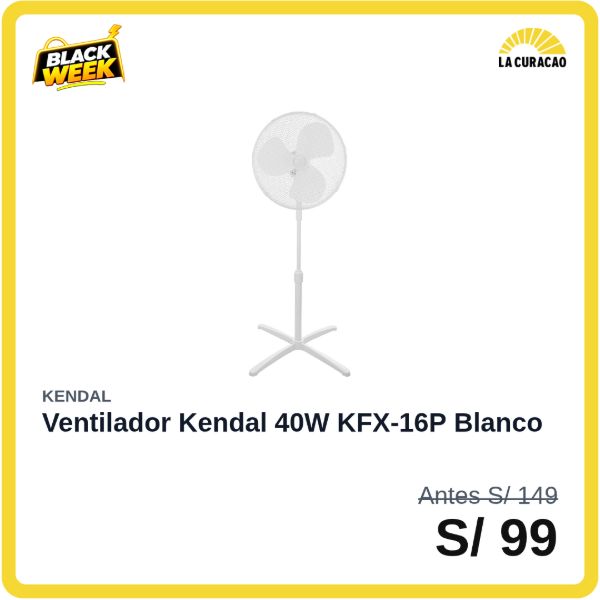 BLACK
WEEK
LA CURACAO
KENDAL
Ventilador Kendal 40W KFX-16P Blanco
Antes S/ 149
S/ 99